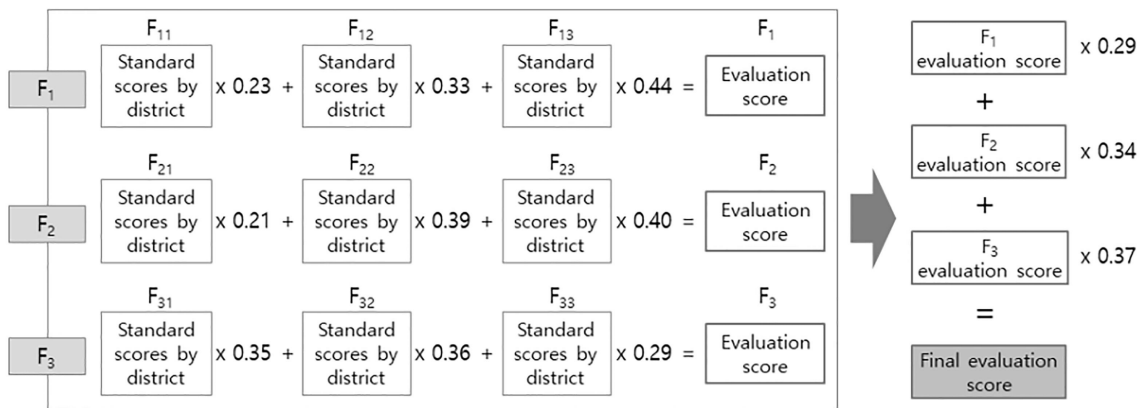 F₁₁ F₁₂ F₁₃ F₁
F₁
Standard scores by district x 0.23 + Standard scores by district x 0.33 + Standard scores by district x 0.44 = Evaluation score
F₂₁ F₂₂ F₂₃ F₂
F₂
Standard scores by district x 0.21 + Standard scores by district x 0.39 + Standard scores by district x 0.40 = Evaluation score
F₃₁ F₃₂ F₃₃ F₃
F₃
Standard scores by district x 0.35 + Standard scores by district x 0.36 + Standard scores by district x 0.29 = Evaluation score
F₁
evaluation score x 0.29
+
F₂
evaluation score x 0.34
+
F₃
evaluation score x 0.37
=
Final evaluation
score